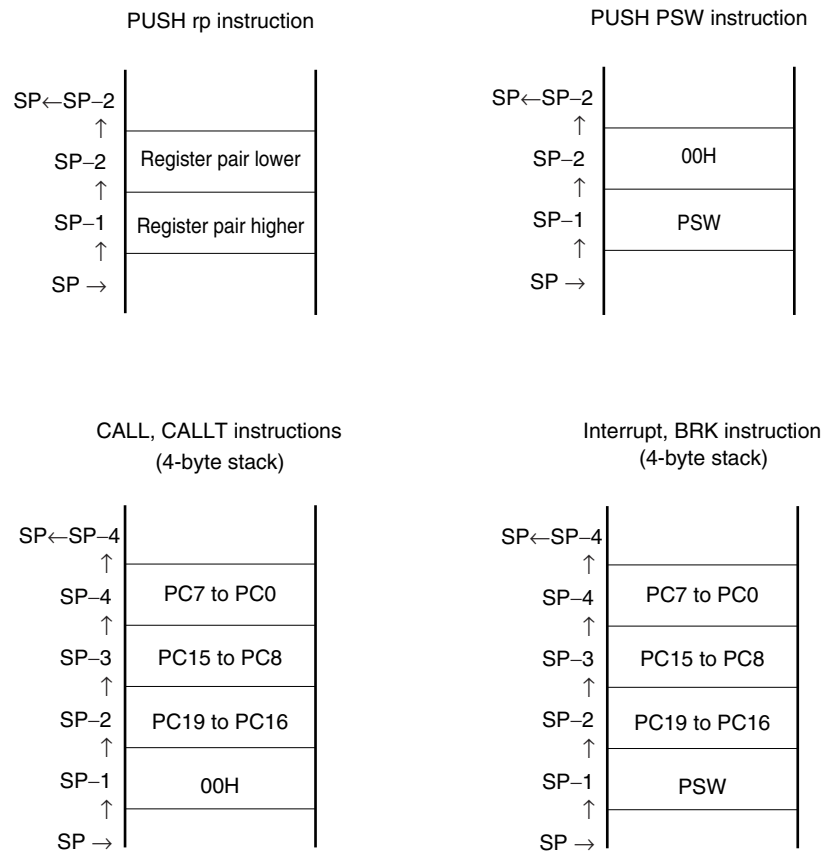 PUSH rp instruction
SP←SP–2
↑
SP–2 Register pair lower
↑
SP–1 Register pair higher
↑
SP →
PUSH PSW instruction
SP←SP–2
↑
SP–2 00H
↑
SP–1 PSW
↑
SP →
CALL, CALLT instructions
(4-byte stack)
SP←SP–4
↑
SP–4 PC7 to PC0
↑
SP–3 PC15 to PC8
↑
SP–2 PC19 to PC16
↑
SP–1 00H
↑
SP →
Interrupt, BRK instruction
(4-byte stack)
SP←SP–4
↑
SP–4 PC7 to PC0
↑
SP–3 PC15 to PC8
↑
SP–2 PC19 to PC16
↑
SP–1 PSW
↑
SP →